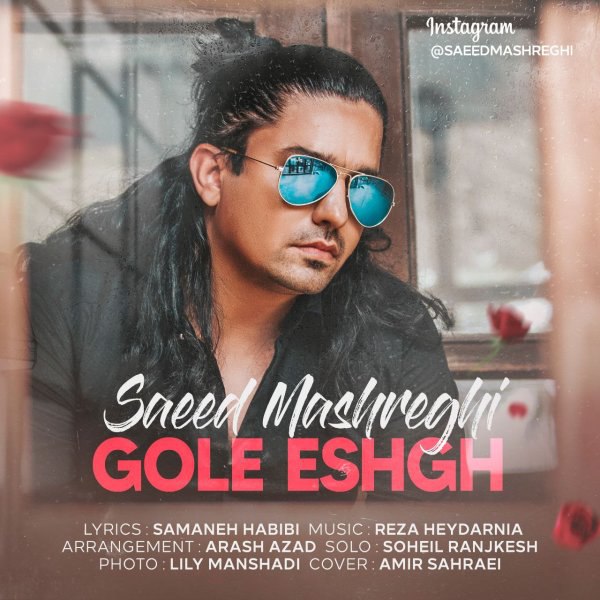 Instagram
@SAEEDMASHREGHI
Saeed Mashreghi
GOLE ESHGH
LYRICS : SAMANEH HABIBI MUSIC : REZA HEYDARNIA
ARRANGEMENT : ARASH AZAD SOLO : SOHEIL RANJKESH
PHOTO : LILY MANSHADI COVER : AMIR SAHRAEI